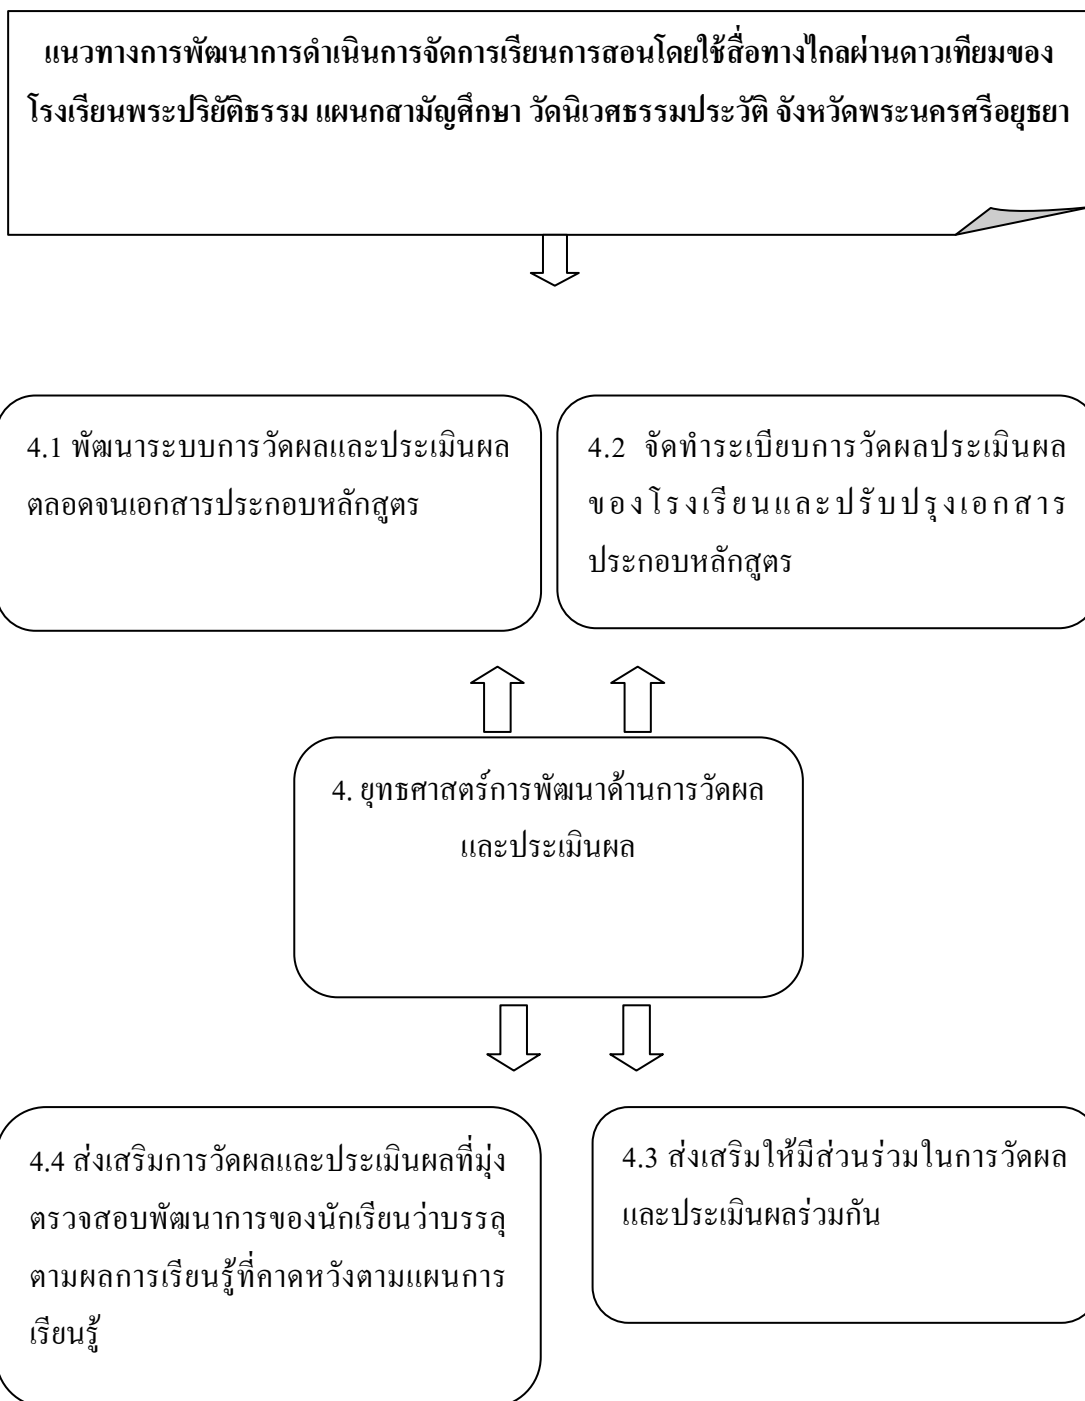 แนวทางการพัฒนาการดำเนินการจัดการเรียนการสอนโดยใช้สื่อทางไกลผ่านดาวเทียมของ
โรงเรียนพระปริยัติธรรม แผนกสามัญศึกษา วัดนิเวศธรรมประวัติ จังหวัดพระนครศรีอยุธยา
4.1 พัฒนาระบบการวัดผลและประเมินผล
ตลอดจนเอกสารประกอบหลักสูตร
4.2 จัดทำระเบียบการวัดผลประเมินผล
ของโรงเรียนและปรับปรุงเอกสาร
ประกอบหลักสูตร
4. ยุทธศาสตร์การพัฒนาด้านการวัดผล
และประเมินผล
4.4 ส่งเสริมการวัดผลและประเมินผลที่มุ่ง
ตรวจสอบพัฒนาการของนักเรียนว่าบรรลุ
ตามผลการเรียนรู้ที่คาดหวังตามแผนการ
เรียนรู้
4.3 ส่งเสริมให้มีส่วนร่วมในการวัดผล
และประเมินผลร่วมกัน